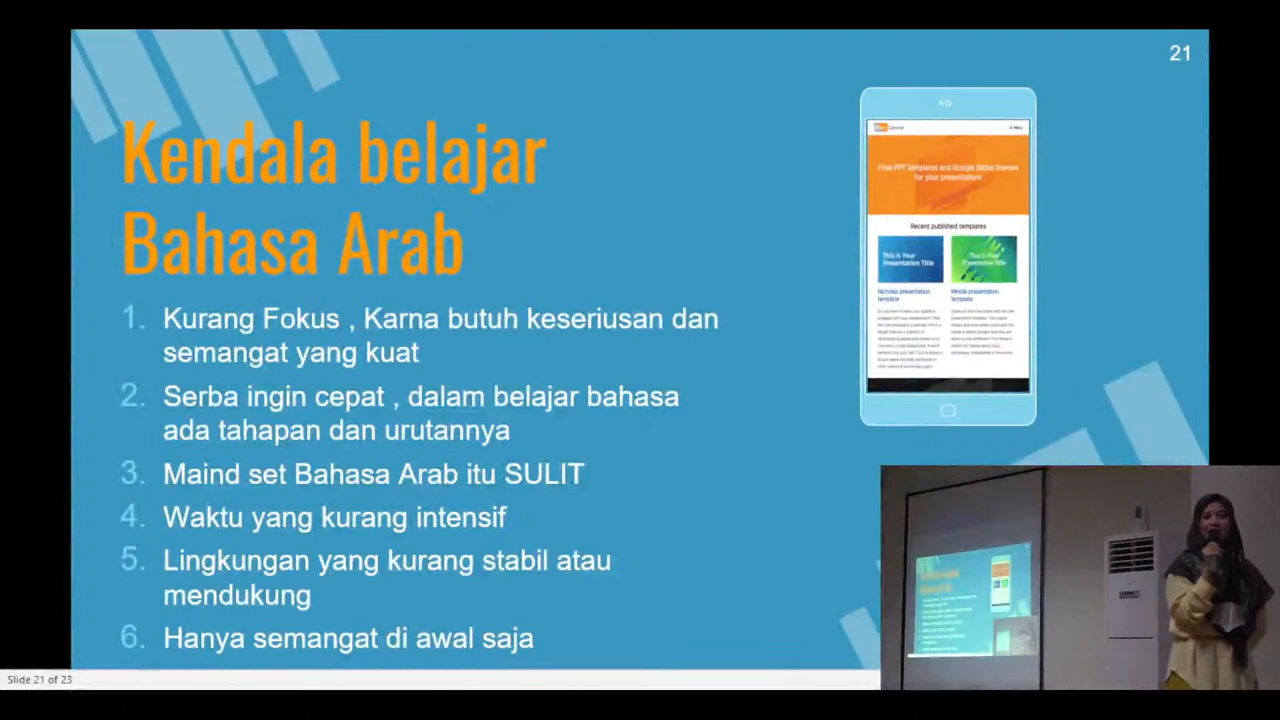 21
Kendala belajar
Bahasa Arab
1. Kurang Fokus , Karna butuh keseriusan dan
semangat yang kuat
2. Serba ingin cepat , dalam belajar bahasa
ada tahapan dan urutannya
3. Maind set Bahasa Arab itu SULIT
4. Waktu yang kurang intensif
5. Lingkungan yang kurang stabil atau
mendukung
6. Hanya semangat di awal saja
Free PPT templates and Google Slides themes
for your presentations
Recent published templates
This is Your
Presentation Title
This is Your
Presentation Title
presentation
template
presentation
template
Slide 21 of 23